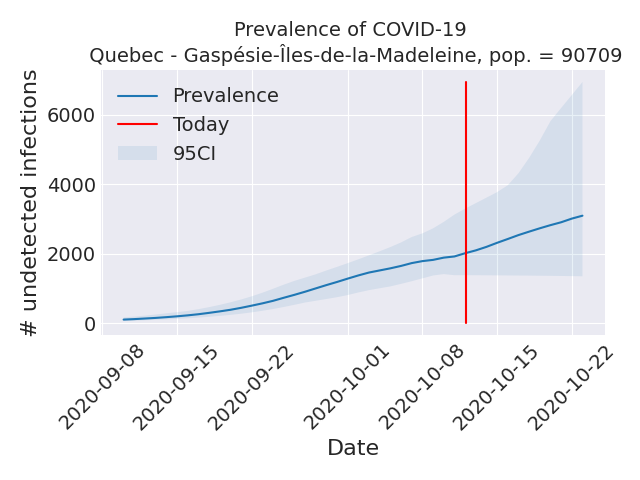 Prevalence of COVID-19
Quebec - Gaspésie-Îles-de-la-Madeleine, pop. = 90709
# undetected infections
6000
4000
2000
0
Prevalence
Today
95CI
2020-09-08
2020-09-15
2020-09-22
2020-10-01
2020-10-08
2020-10-15
2020-10-22
Date